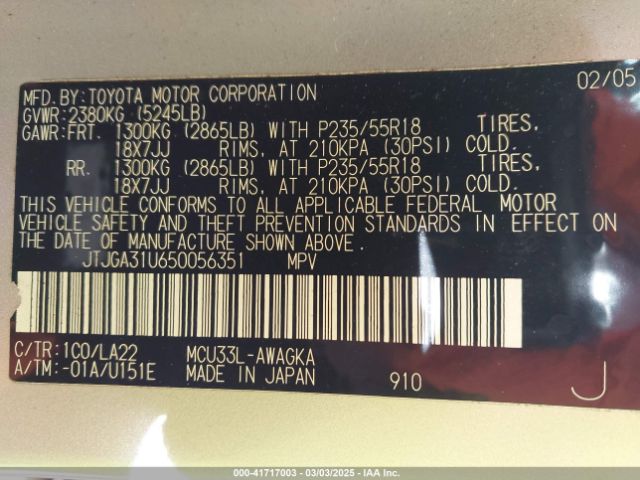 MFD.BY:TOYOTA MOTOR CORPORATION 02/05
GVWR:2380KG (5245LB)
GAWR:FRT. 1300KG (2865LB) WITH P235/55R18 TIRES,
18X7JJ RIMS, AT 210KPA (30PSI) COLD.
RR. 1300KG (2865LB) WITH P235/55R18 TIRES,
18X7JJ RIMS, AT 210KPA (30PSI) COLD.
THIS VEHICLE CONFORMS TO ALL APPLICABLE FEDERAL MOTOR
VEHICLE SAFETY AND THEFT PREVENTION STANDARDS IN EFFECT ON
THE DATE OF MANUFACTURE SHOWN ABOVE.
JTJGA31U650056351 MPV
C/TR:1C0/LA22 MCU33L-AWAGKA
A/TM:-01A/U151E MADE IN JAPAN 910 J
000-41717003 - 03/03/2025 - IAA Inc.